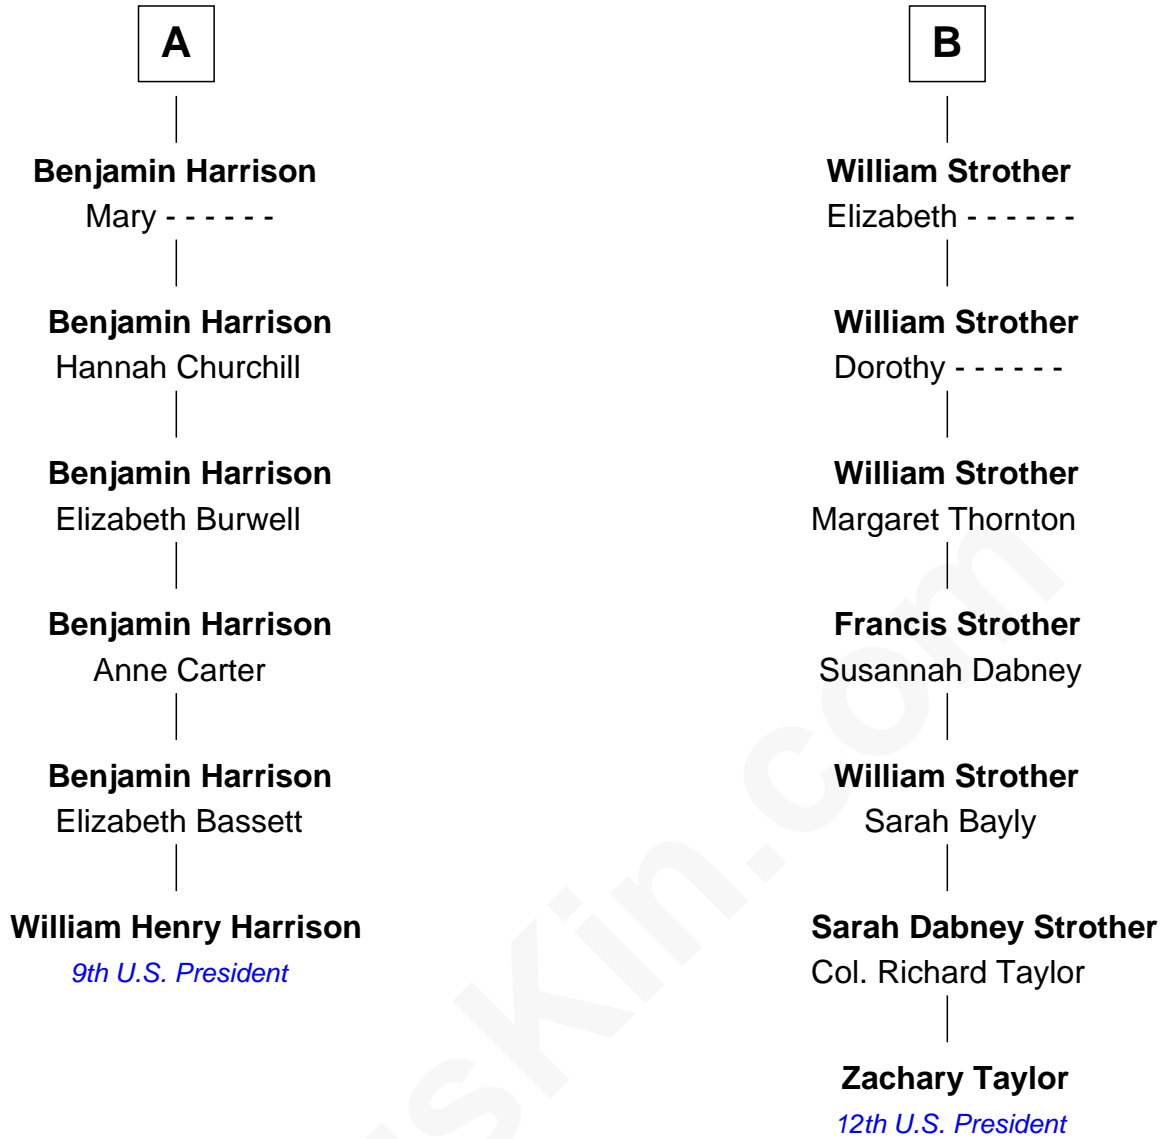 A
Benjamin Harrison
Mary - - - - - -
Benjamin Harrison
Hannah Churchill
Benjamin Harrison
Elizabeth Burwell
Benjamin Harrison
Anne Carter
Benjamin Harrison
Elizabeth Bassett
William Henry Harrison
9th U.S. President
B
William Strother
Elizabeth - - - - - -
William Strother
Dorothy - - - - - -
William Strother
Margaret Thornton
Francis Strother
Susannah Dabney
William Strother
Sarah Bayly
Sarah Dabney Strother
Col. Richard Taylor
Zachary Taylor
12th U.S. President